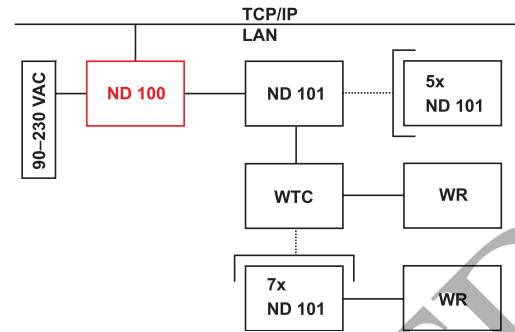 TCP/IP
LAN
90–230 VAC
ND 100
ND 101
5x
ND 101
WTC
WR
7x
ND 101
WR